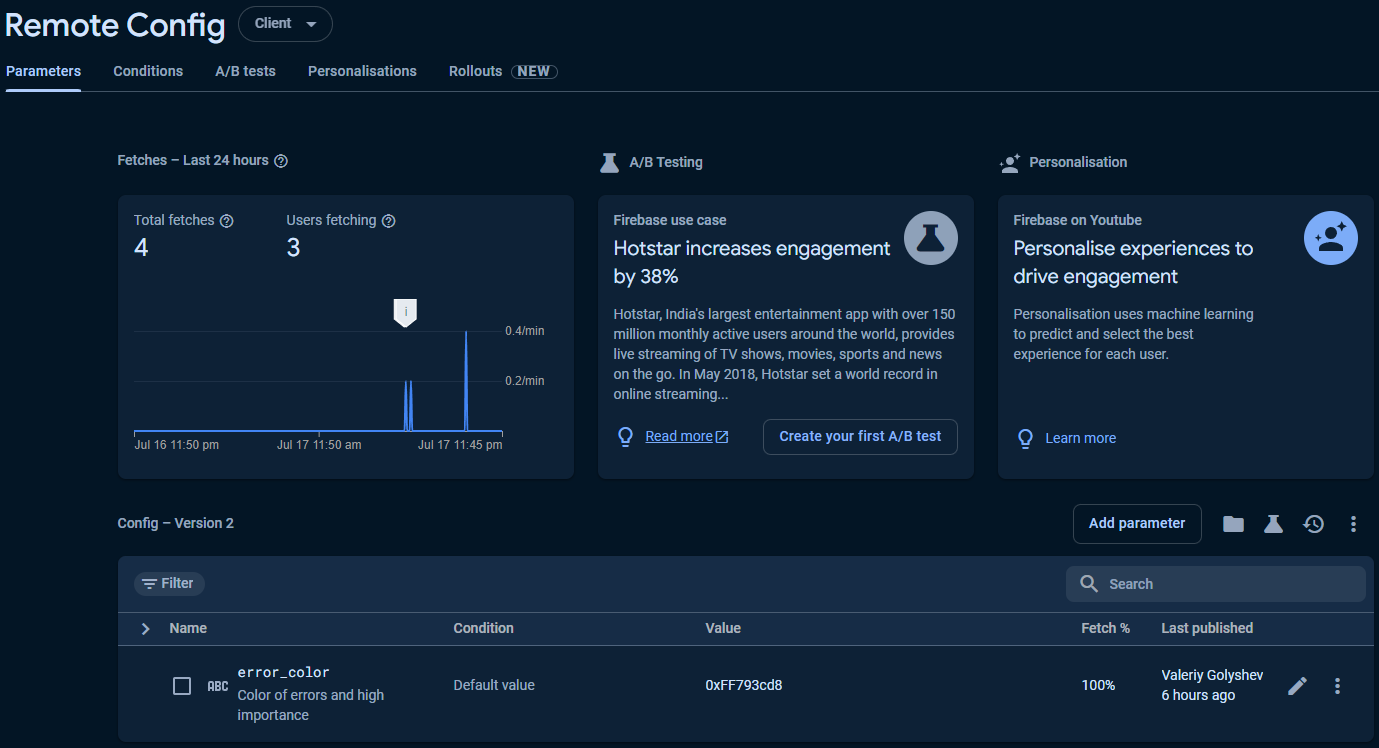 Remote Config
Client
Parameters
Conditions
A/B tests
Personalisations
Rollouts
NEW
Fetches – Last 24 hours
Total fetches
4
Users fetching
3
i
0.4/min
0.2/min
Jul 16 11:50 pm
Jul 17 11:50 am
Jul 17 11:45 pm
A/B Testing
Firebase use case
Hotstar increases engagement
by 38%
Hotstar, India's largest entertainment app with over 150
million monthly active users around the world, provides
live streaming of TV shows, movies, sports and news
on the go. In May 2018, Hotstar set a world record in
online streaming...
Read more
Create your first A/B test
Personalisation
Firebase on Youtube
Personalise experiences to
drive engagement
Personalisation uses machine learning
to predict and select the best
experience for each user.
Learn more
Config – Version 2
Add parameter
Filter
Search
Name
Condition
Value
Fetch %
Last published
ABC
error_color
Color of errors and high
importance
Default value
0xFF793cd8
100%
Valeriy Golyshev
6 hours ago